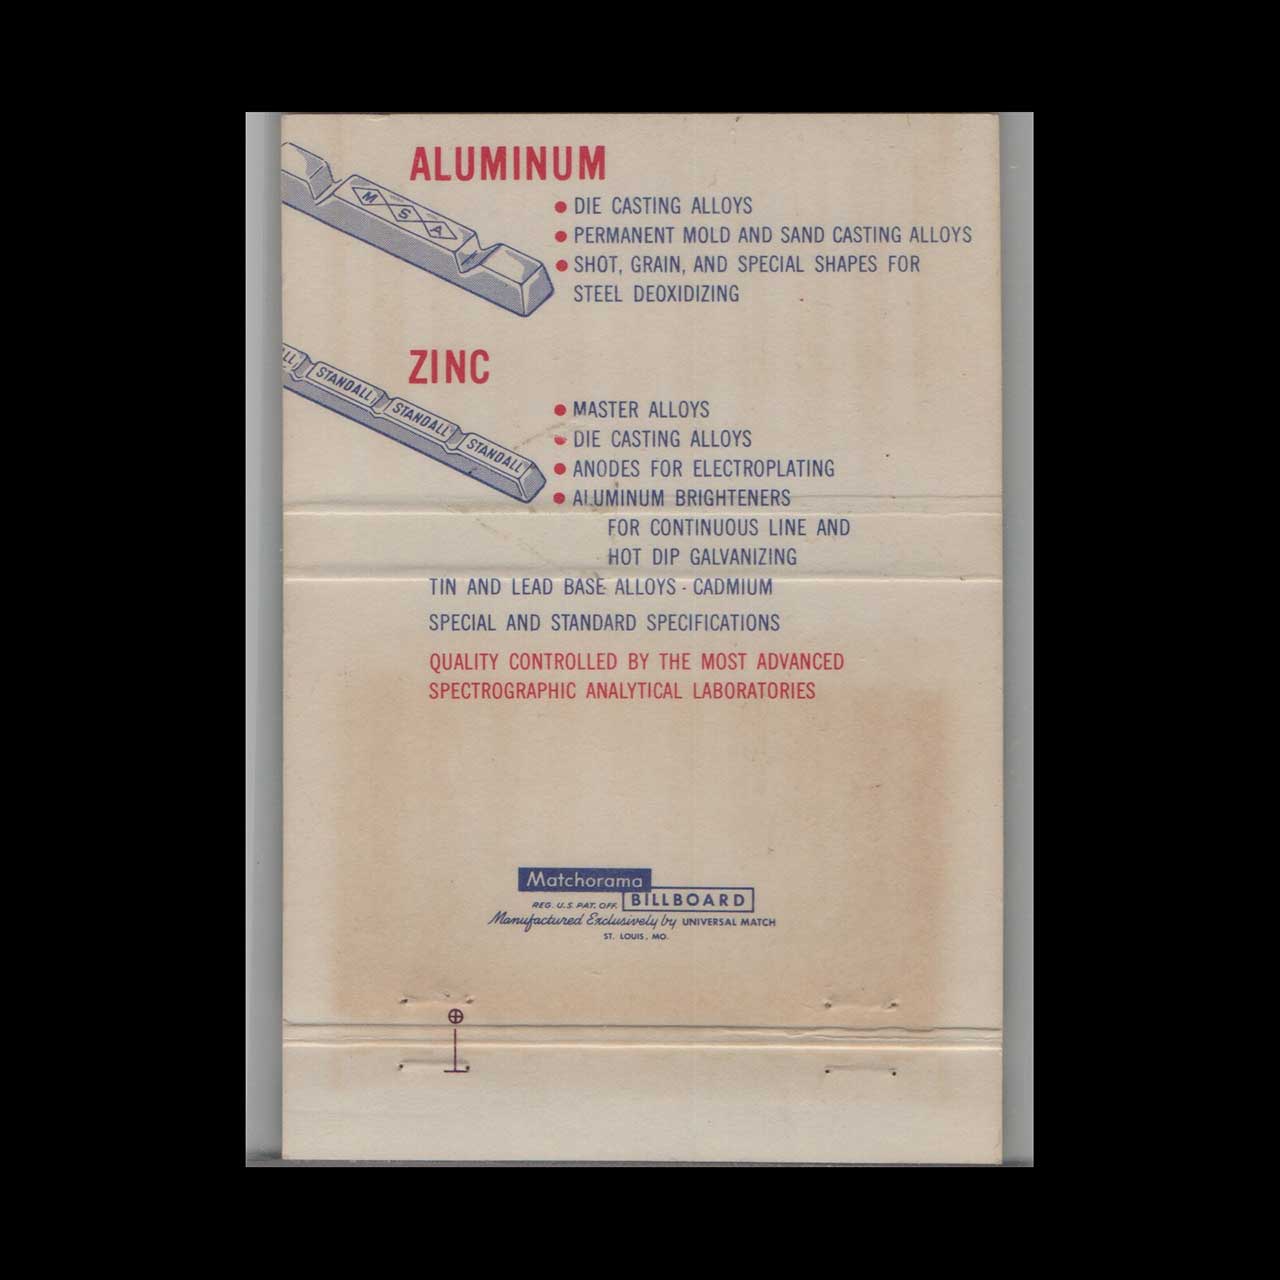 ALUMINUM
M S A
● DIE CASTING ALLOYS
● PERMANENT MOLD AND SAND CASTING ALLOYS
● SHOT, GRAIN, AND SPECIAL SHAPES FOR
STEEL DEOXIDIZING
ZINC
LL STANDALL STANDALL STANDALL
● MASTER ALLOYS
● DIE CASTING ALLOYS
● ANODES FOR ELECTROPLATING
● ALUMINUM BRIGHTENERS
FOR CONTINUOUS LINE AND
HOT DIP GALVANIZING
TIN AND LEAD BASE ALLOYS - CADMIUM
SPECIAL AND STANDARD SPECIFICATIONS
QUALITY CONTROLLED BY THE MOST ADVANCED
SPECTROGRAPHIC ANALYTICAL LABORATORIES
Matchorama
REG. U.S. PAT. OFF. BILLBOARD
Manufactured Exclusively by UNIVERSAL MATCH
ST. LOUIS, MO.